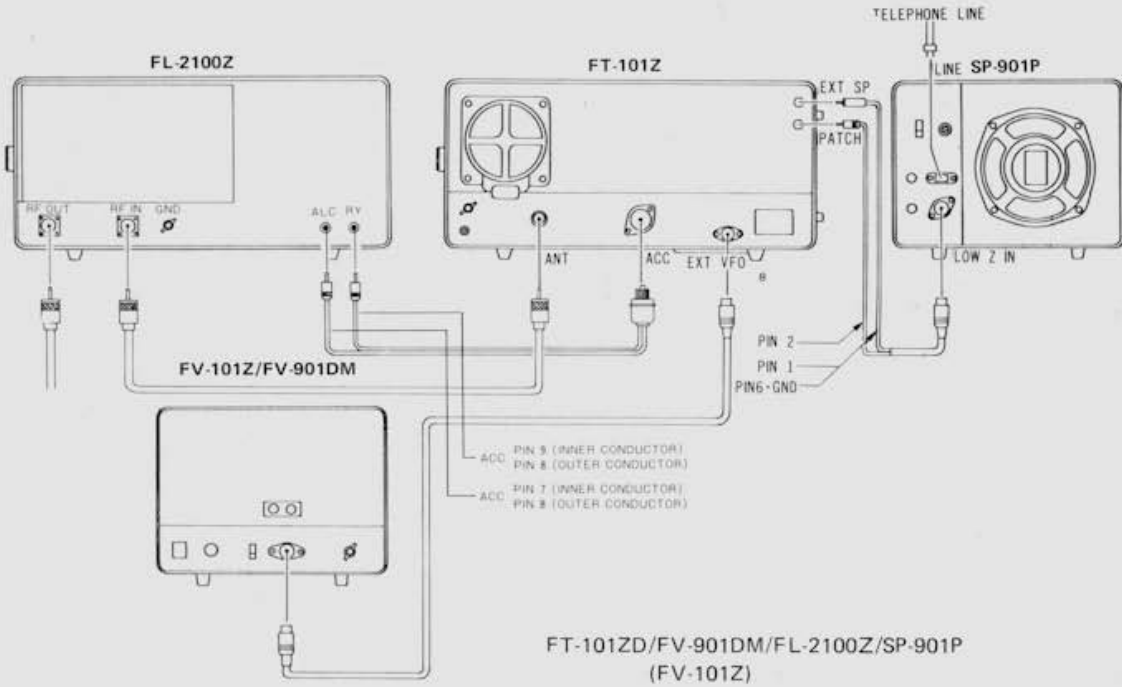 TELEPHONE LINE
FL-2100Z
FT-101Z
LINE SP-901P
EXT SP
PATCH
RF OUT
RF IN
GND
ALC
RY
ANT
ACC
EXT VFO
8
LOW Z IN
PIN 2
PIN 1
PIN6-GND
FV-101Z/FV-901DM
ACC PIN 9 (INNER CONDUCTOR)
PIN 8 (OUTER CONDUCTOR)
ACC PIN 7 (INNER CONDUCTOR)
PIN 8 (OUTER CONDUCTOR)
FT-101ZD/FV-901DM/FL-2100Z/SP-901P
(FV-101Z)